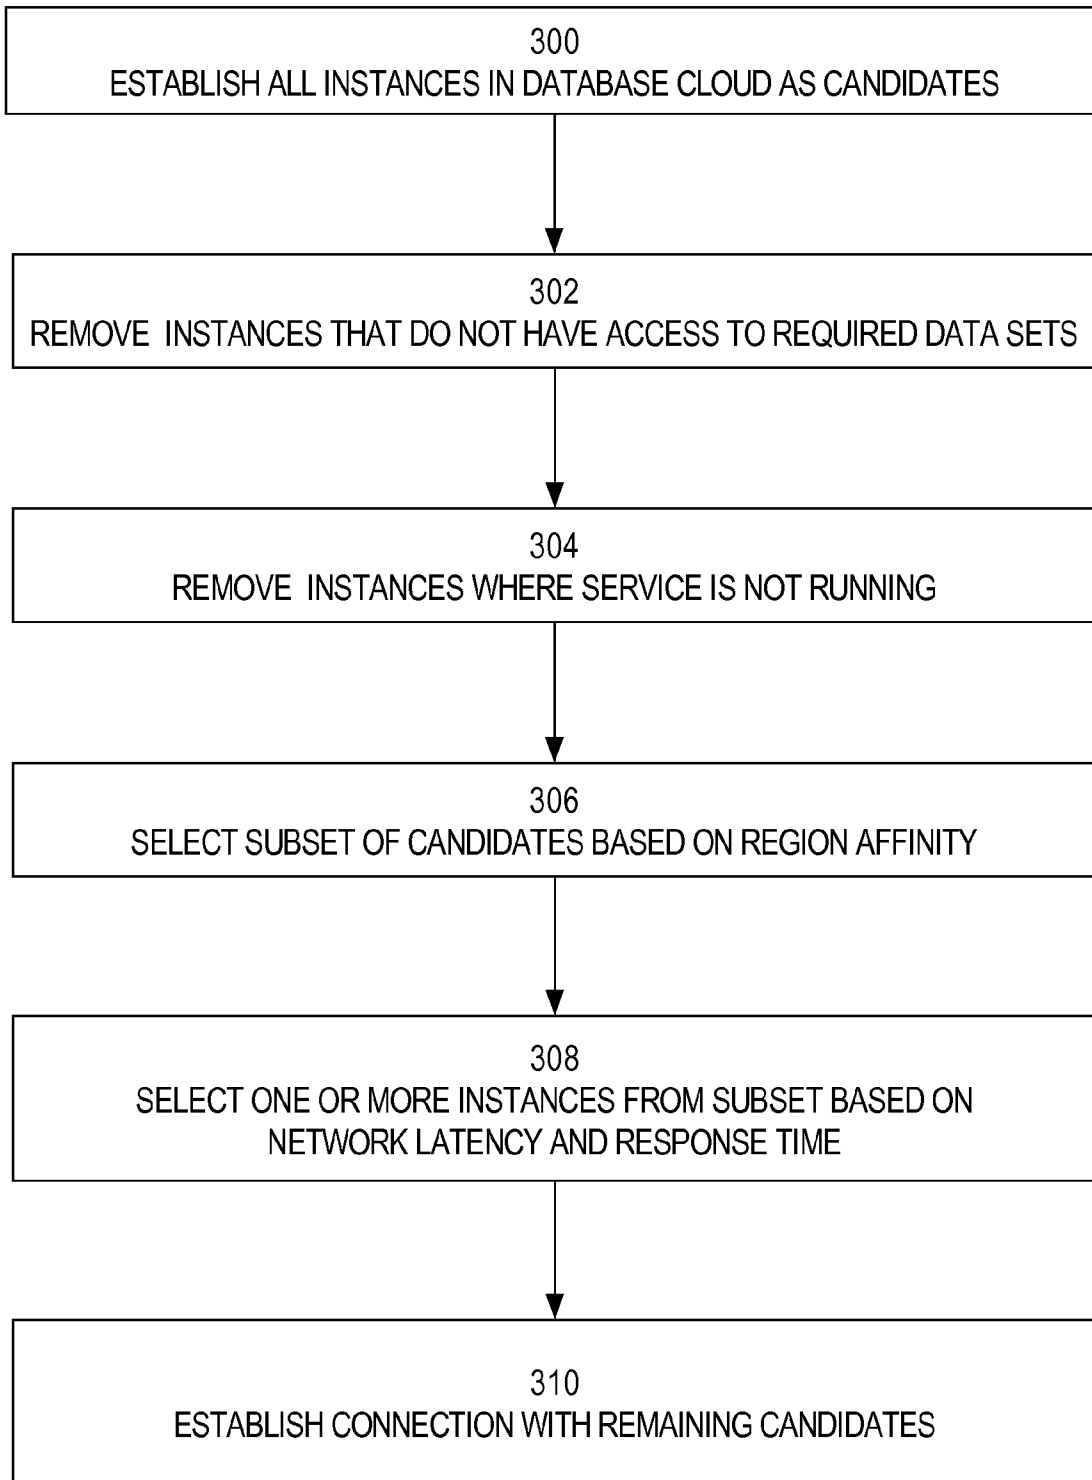 300
ESTABLISH ALL INSTANCES IN DATABASE CLOUD AS CANDIDATES
302
REMOVE INSTANCES THAT DO NOT HAVE ACCESS TO REQUIRED DATA SETS
304
REMOVE INSTANCES WHERE SERVICE IS NOT RUNNING
306
SELECT SUBSET OF CANDIDATES BASED ON REGION AFFINITY
308
SELECT ONE OR MORE INSTANCES FROM SUBSET BASED ON
NETWORK LATENCY AND RESPONSE TIME
310
ESTABLISH CONNECTION WITH REMAINING CANDIDATES